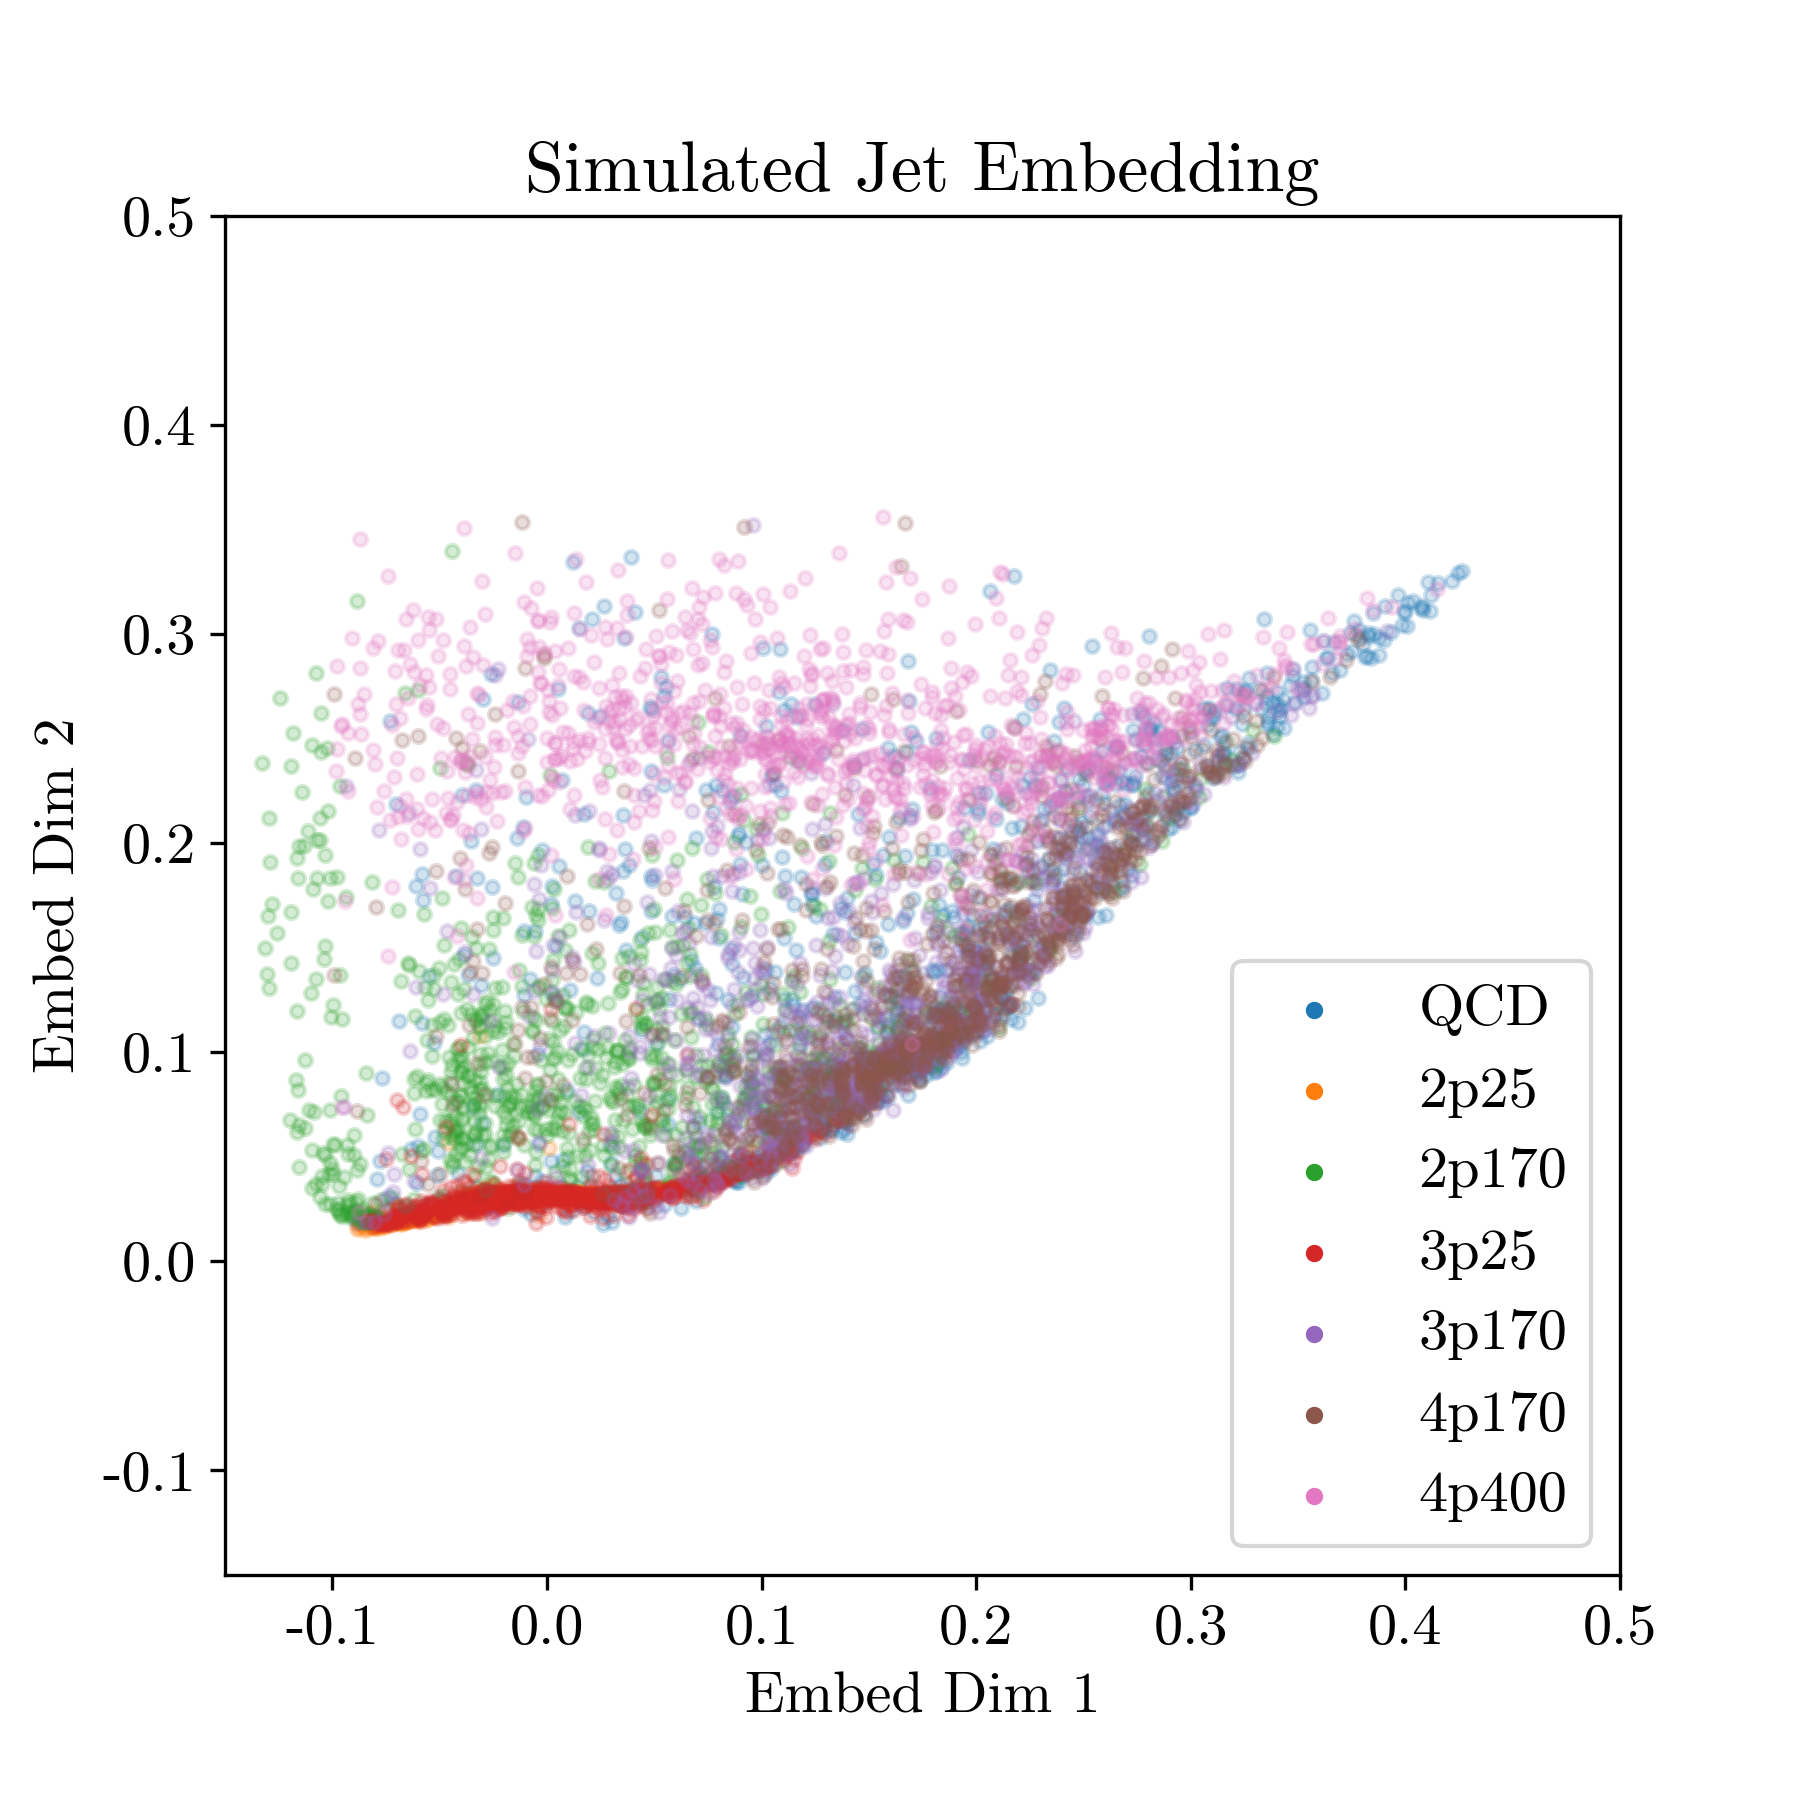 Simulated Jet Embedding
0.5
0.4
0.3
0.2
0.1
0.0
-0.1
Embed Dim 2
QCD
2p25
2p170
3p25
3p170
4p170
4p400
-0.1 0.0 0.1 0.2 0.3 0.4 0.5
Embed Dim 1